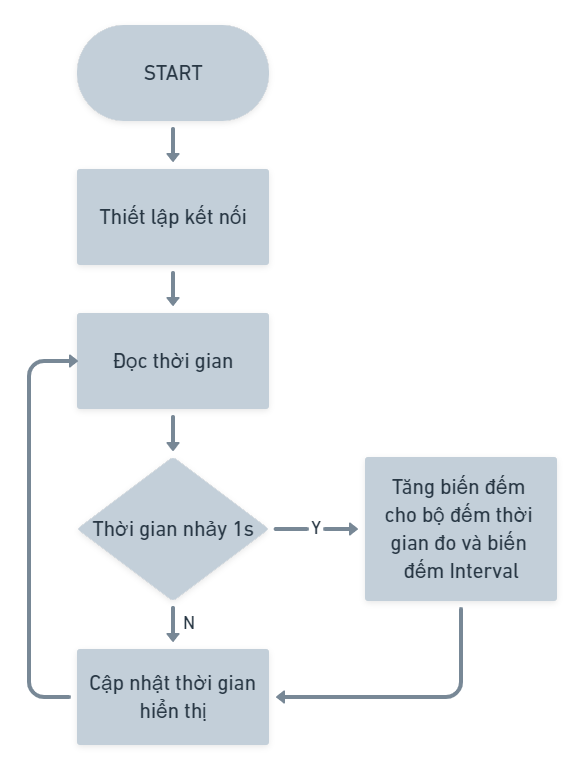 START
Thiết lập kết nối
Đọc thời gian
Thời gian nhảy 1s
Y
Tăng biến đếm
cho bộ đếm thời
gian đo và biến
đếm Interval
N
Cập nhật thời gian
hiển thị